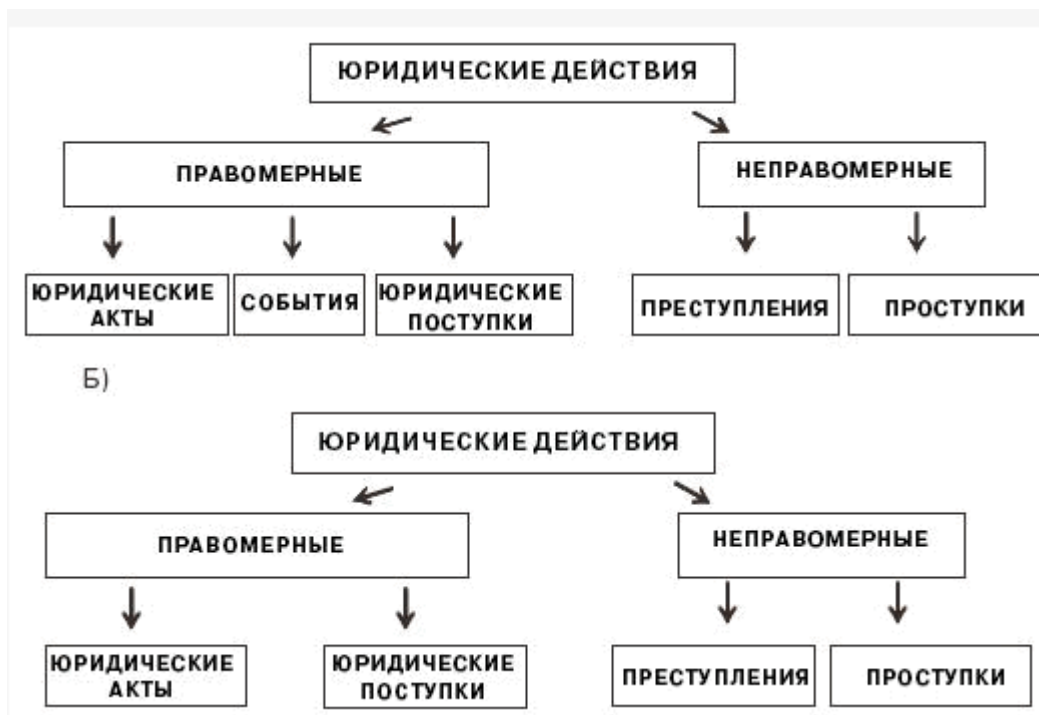 ЮРИДИЧЕСКИЕ ДЕЙСТВИЯ
ПРАВОМЕРНЫЕ
НЕПРАВОМЕРНЫЕ
ЮРИДИЧЕСКИЕ
АКТЫ
СОБЫТИЯ
ЮРИДИЧЕСКИЕ
ПОСТУПКИ
ПРЕСТУПЛЕНИЯ
ПРОСТУПКИ
Б)
ЮРИДИЧЕСКИЕ ДЕЙСТВИЯ
ПРАВОМЕРНЫЕ
НЕПРАВОМЕРНЫЕ
ЮРИДИЧЕСКИЕ
АКТЫ
ЮРИДИЧЕСКИЕ
ПОСТУПКИ
ПРЕСТУПЛЕНИЯ
ПРОСТУПКИ